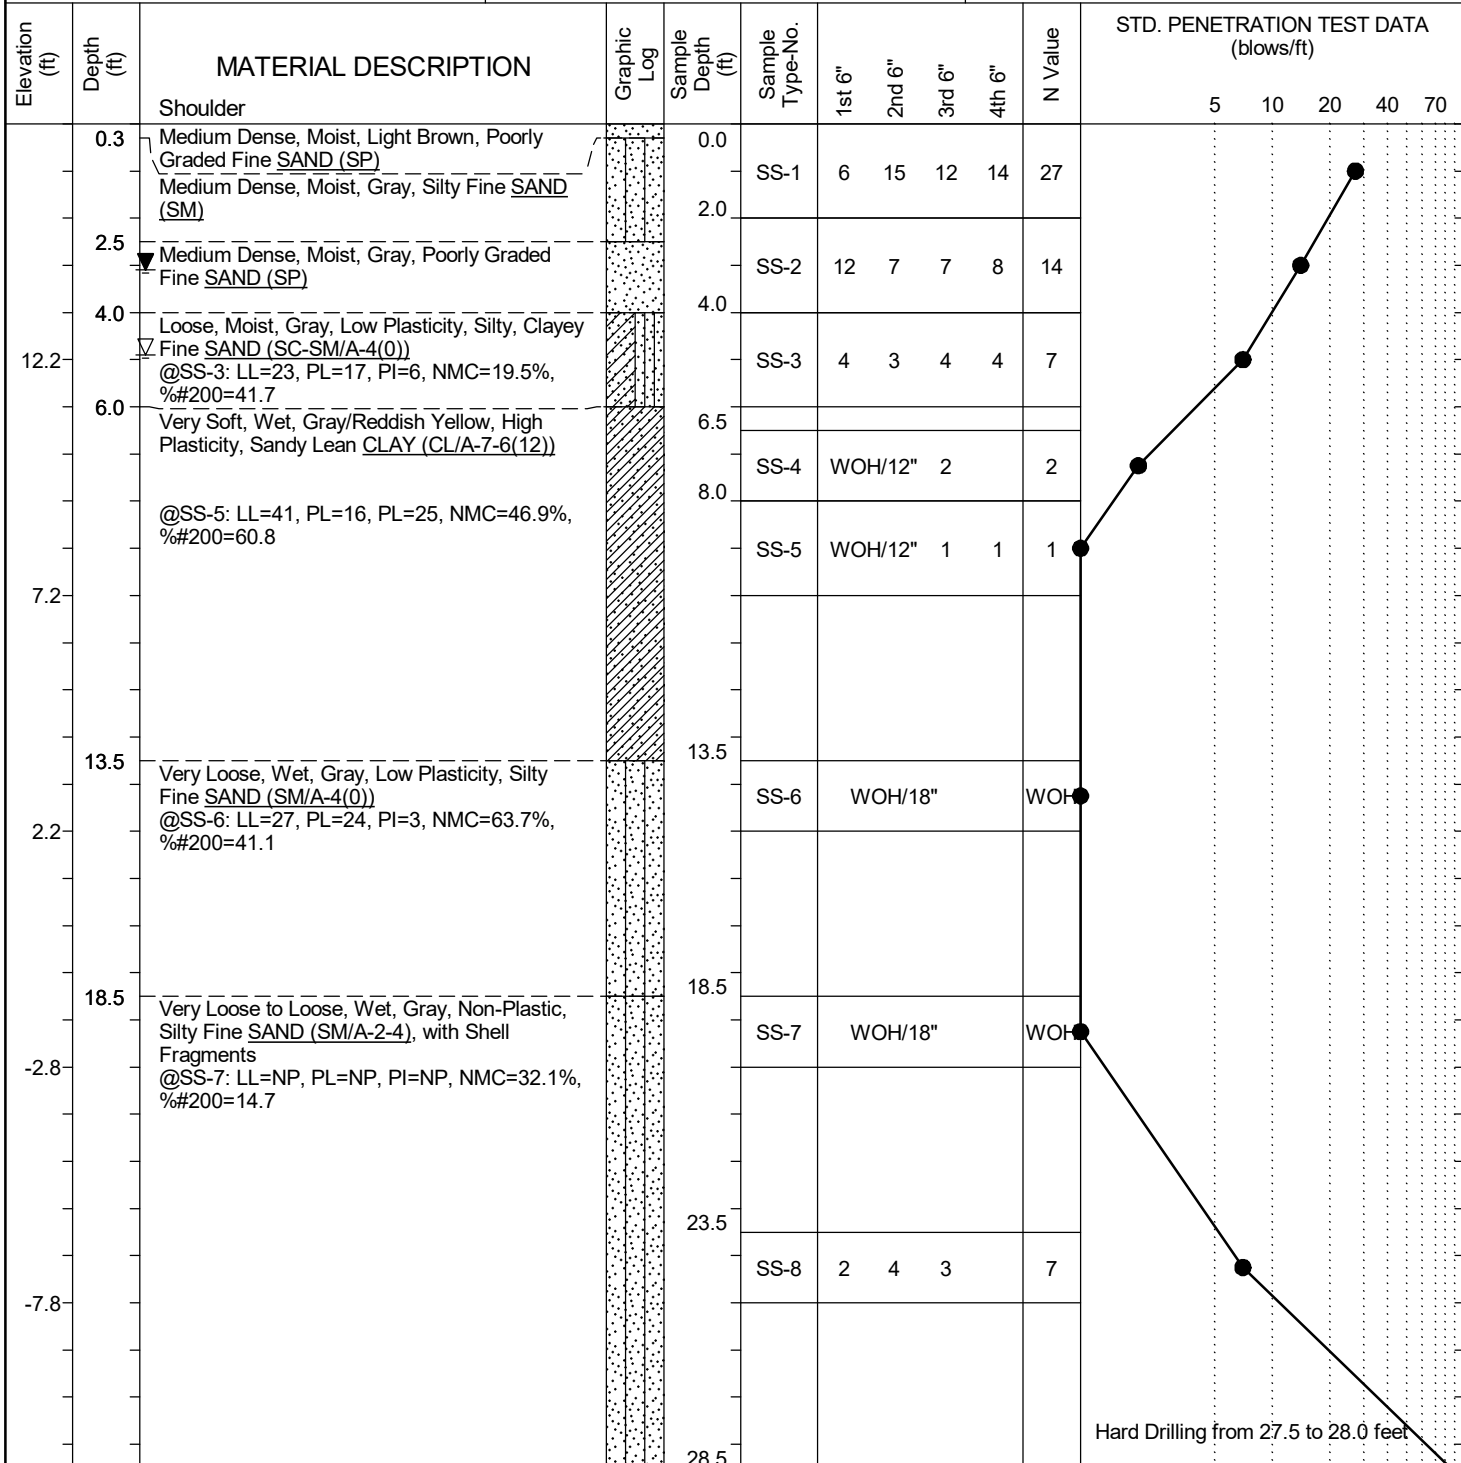 Elevation (ft)
Depth (ft)
MATERIAL DESCRIPTION
Shoulder
Graphic Log
Sample Depth (ft)
Sample Type-No.
1st 6"
2nd 6"
3rd 6"
4th 6"
N Value
STD. PENETRATION TEST DATA
(blows/ft)
5 10 20 40 70
0.3
Medium Dense, Moist, Light Brown, Poorly
Graded Fine SAND (SP)
Medium Dense, Moist, Gray, Silty Fine SAND
(SM)
0.0
SS-1 6 15 12 14 27
2.0
2.5
Medium Dense, Moist, Gray, Poorly Graded
Fine SAND (SP)
SS-2 12 7 7 8 14
4.0
4.0
Loose, Moist, Gray, Low Plasticity, Silty, Clayey
Fine SAND (SC-SM/A-4(0))
@SS-3: LL=23, PL=17, PI=6, NMC=19.5%,
%#200=41.7
12.2
SS-3 4 3 4 4 7
6.0
Very Soft, Wet, Gray/Reddish Yellow, High
Plasticity, Sandy Lean CLAY (CL/A-7-6(12))
6.5
SS-4 WOH/12" 2 2
8.0
@SS-5: LL=41, PL=16, PL=25, NMC=46.9%,
%#200=60.8
SS-5 WOH/12" 1 1 1
7.2
13.5
13.5
Very Loose, Wet, Gray, Low Plasticity, Silty
Fine SAND (SM/A-4(0))
@SS-6: LL=27, PL=24, PI=3, NMC=63.7%,
%#200=41.1
SS-6 WOH/18" WOH
2.2
18.5
18.5
Very Loose to Loose, Wet, Gray, Non-Plastic,
Silty Fine SAND (SM/A-2-4), with Shell
Fragments
@SS-7: LL=NP, PL=NP, PI=NP, NMC=32.1%,
%#200=14.7
SS-7 WOH/18" WOH
-2.8
23.5
SS-8 2 4 3 7
-7.8
Hard Drilling from 27.5 to 28.0 feet
28.5